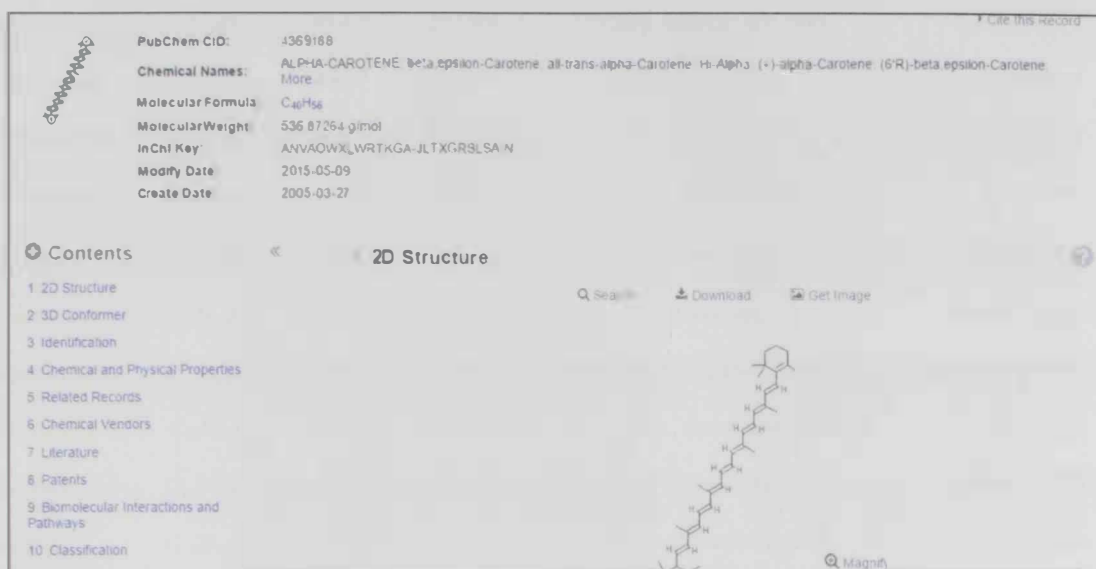 Cite this Record
PubChem CID: 4369188
Chemical Names: ALPHA-CAROTENE beta,epsilon-Carotene all-trans-alpha-Carotene (+)-alpha-Carotene (6'R)-beta,epsilon-Carotene
More
Molecular Formula C40H56
Molecular Weight 536.87264 g/mol
InChI Key:
Modify Date 2015-05-09
Create Date 2005-03-27
Contents «
2D Structure
Search Download Get Image
1 2D Structure
2 3D Conformer
3 Identification
4 Chemical and Physical Properties
5 Related Records
6 Chemical Vendors
7 Literature
8 Patents
9 Biomolecular Interactions and
Pathways
10 Classification
H
H
H
H
H
H
H
H
H
H
H
H
H
H
Magnify